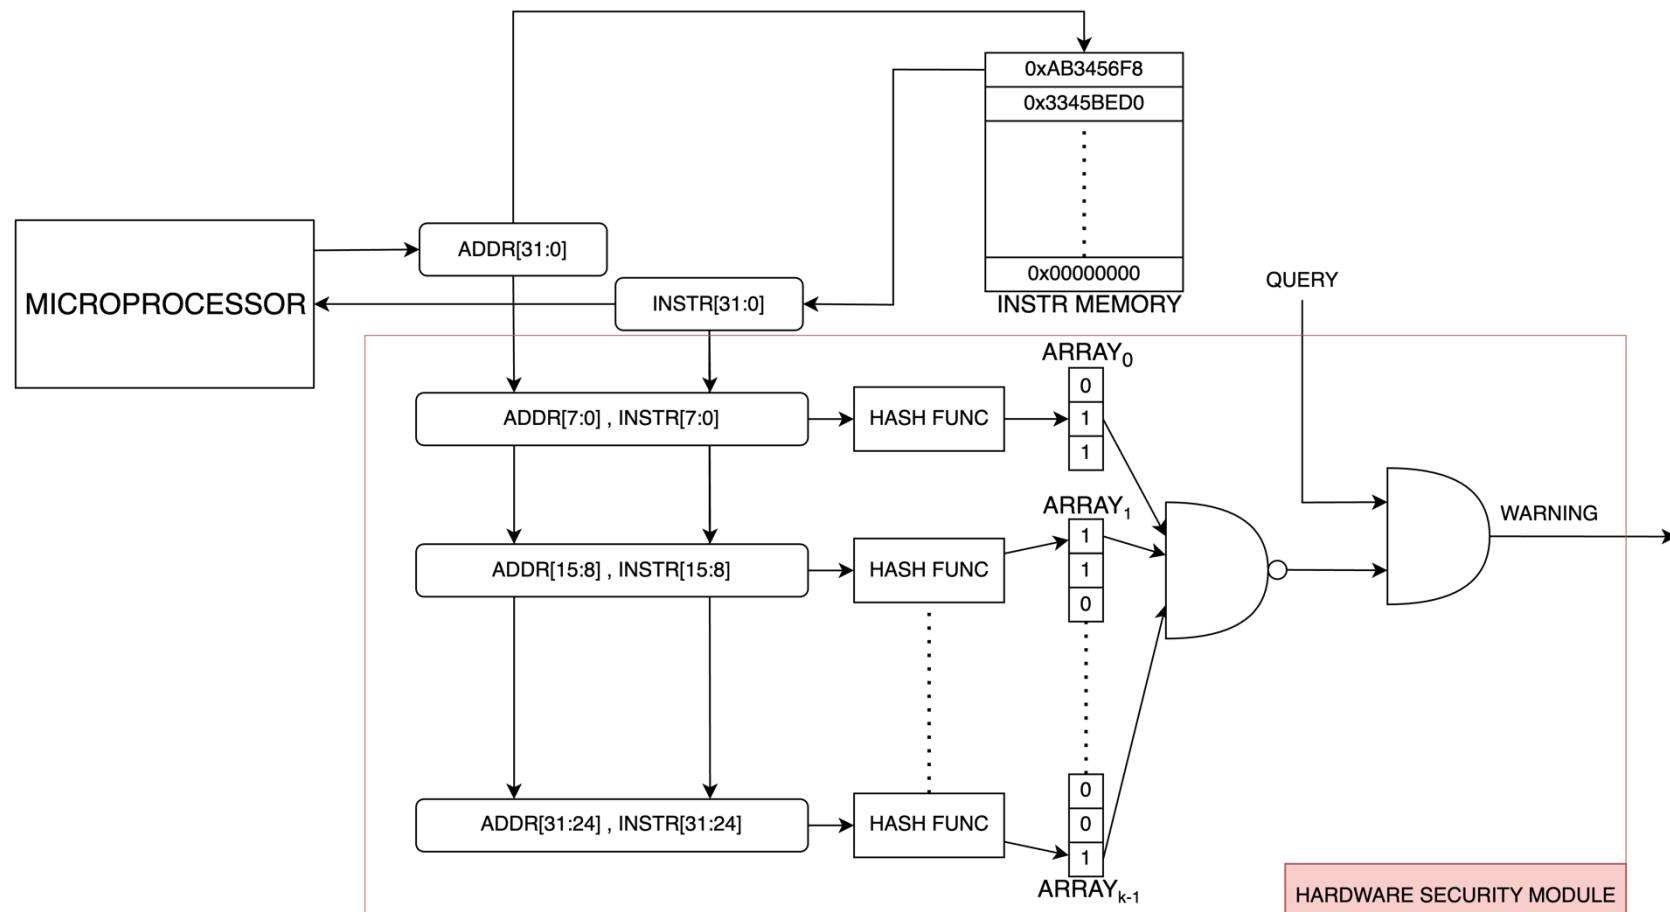 0xAB3456F8
0x3345BED0
0x00000000
INSTR MEMORY
ADDR[31:0]
INSTR[31:0]
MICROPROCESSOR
QUERY
ARRAY0
0
1
1
ADDR[7:0] , INSTR[7:0]
HASH FUNC
ARRAY1
1
1
0
ADDR[15:8] , INSTR[15:8]
HASH FUNC
WARNING
0
0
1
ADDR[31:24] , INSTR[31:24]
HASH FUNC
ARRAYk-1
HARDWARE SECURITY MODULE